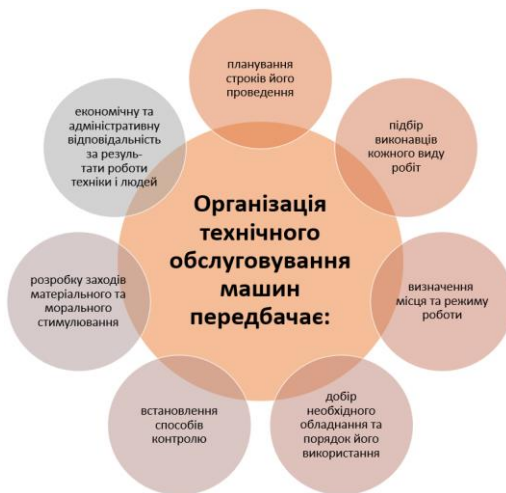 Організація
технічного
обслуговування
машин
передбачає:
планування
строків його
проведення
підбір
виконавців
кожного виду
робіт
визначення
місця та режиму
роботи
добір
необхідного
обладнання та
порядок його
використання
встановлення
способів
контролю
розробку заходів
матеріального та
морального
стимулювання
економічну та
адміністративну
відповідальність
за резуль-
тати роботи
техніки і людей